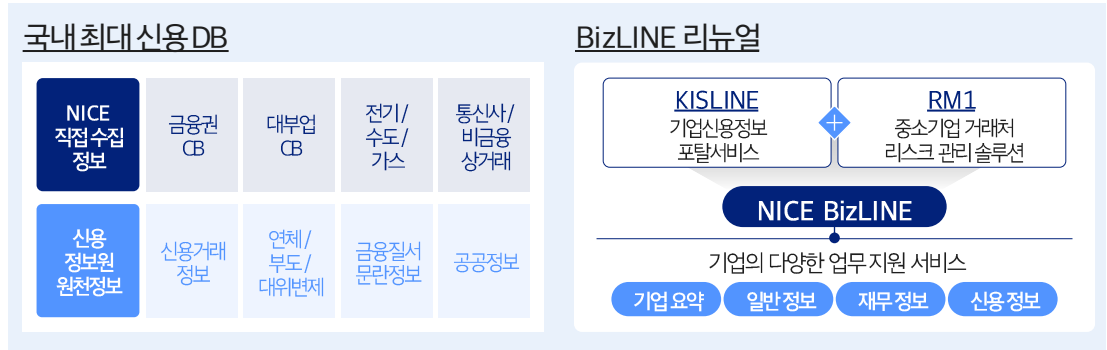 국내 최대 신용 DB
NICE
직접 수집
정보
금융권
CB
대부업
CB
전기 /
수도 /
가스
통신사 /
비금융
상거래
신용
정보원
원천정보
신용거래
정보
연체 /
부도 /
대위변제
금융질서
문란정보
공공정보
BizLINE 리뉴얼
KISLINE
기업신용정보
포탈서비스
+
RM1
중소기업 거래처
리스크 관리 솔루션
NICE BizLINE
기업의 다양한 업무 지원 서비스
기업 요약
일반 정보
재무 정보
신용 정보